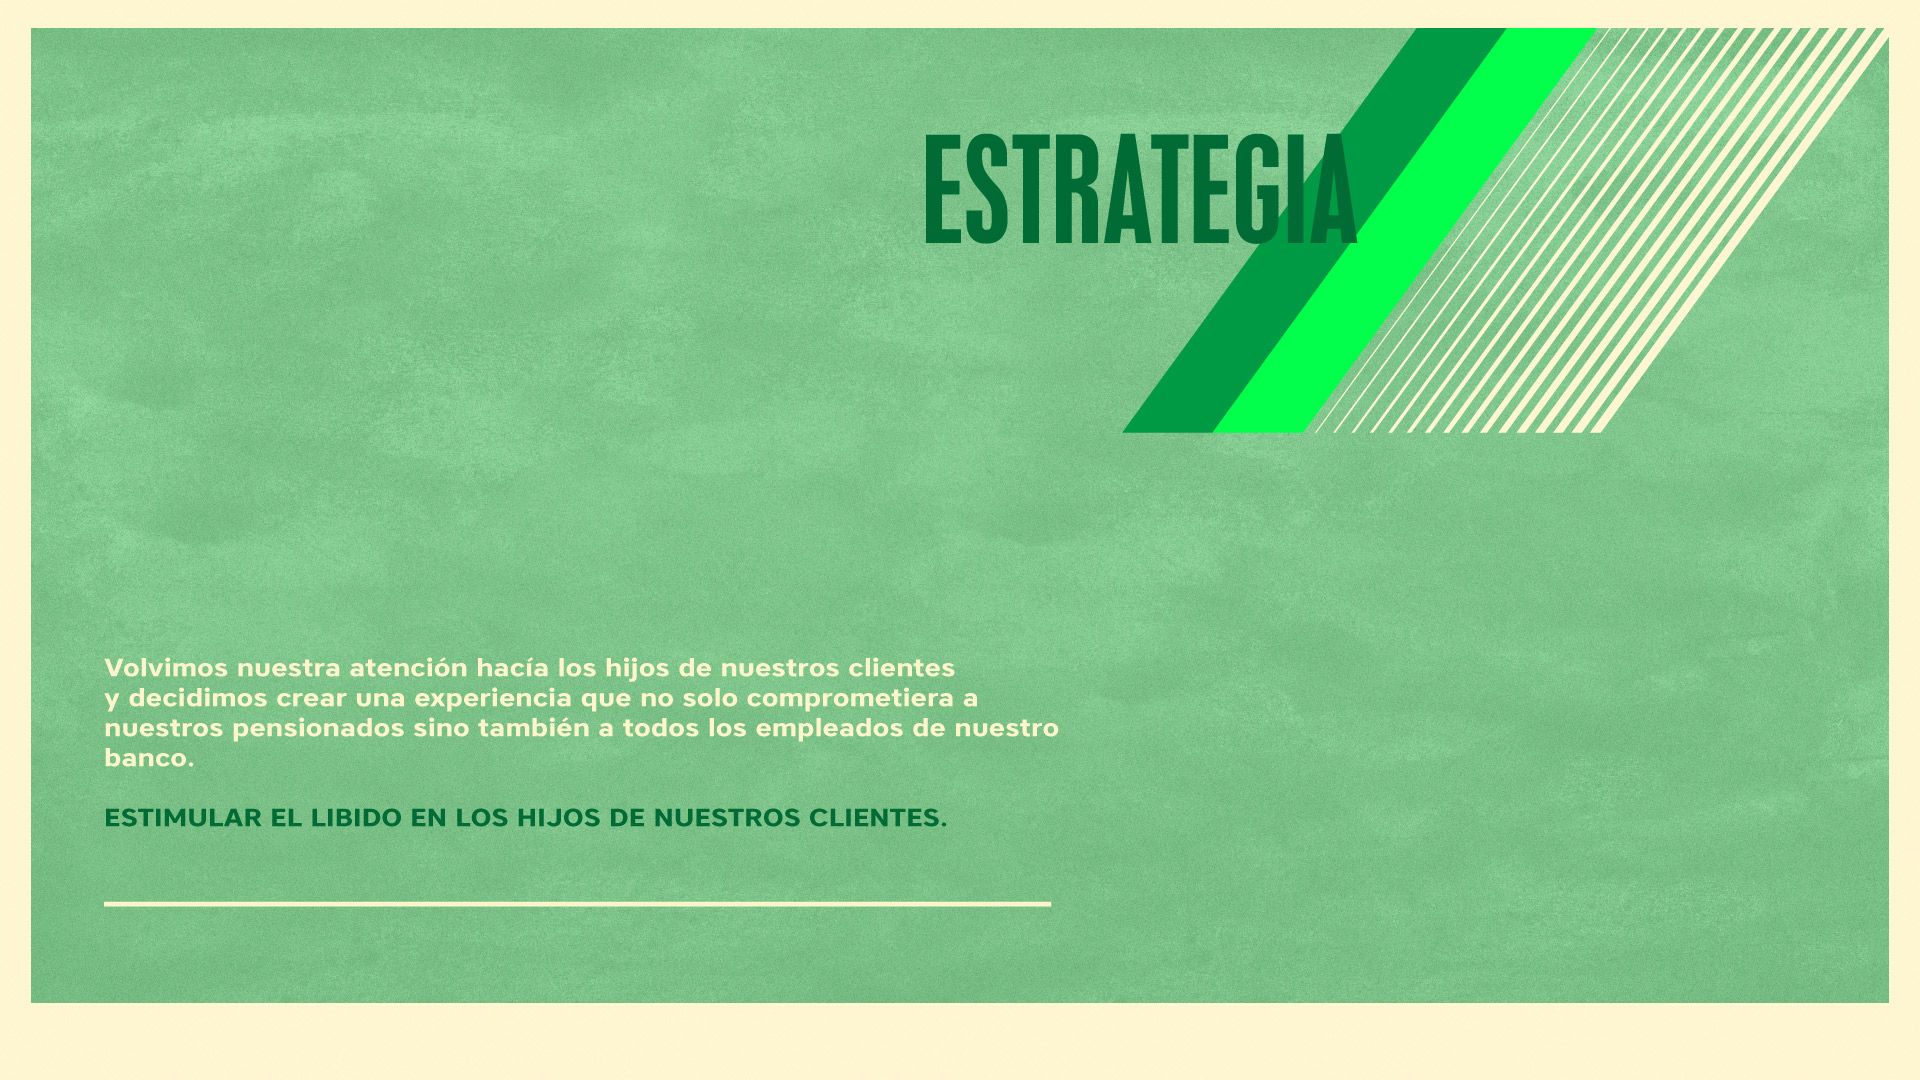 ESTRATEGIA
Volvimos nuestra atención hacía los hijos de nuestros clientes
y decidimos crear una experiencia que no solo comprometiera a
nuestros pensionados sino también a todos los empleados de nuestro
banco.
ESTIMULAR EL LIBIDO EN LOS HIJOS DE NUESTROS CLIENTES.